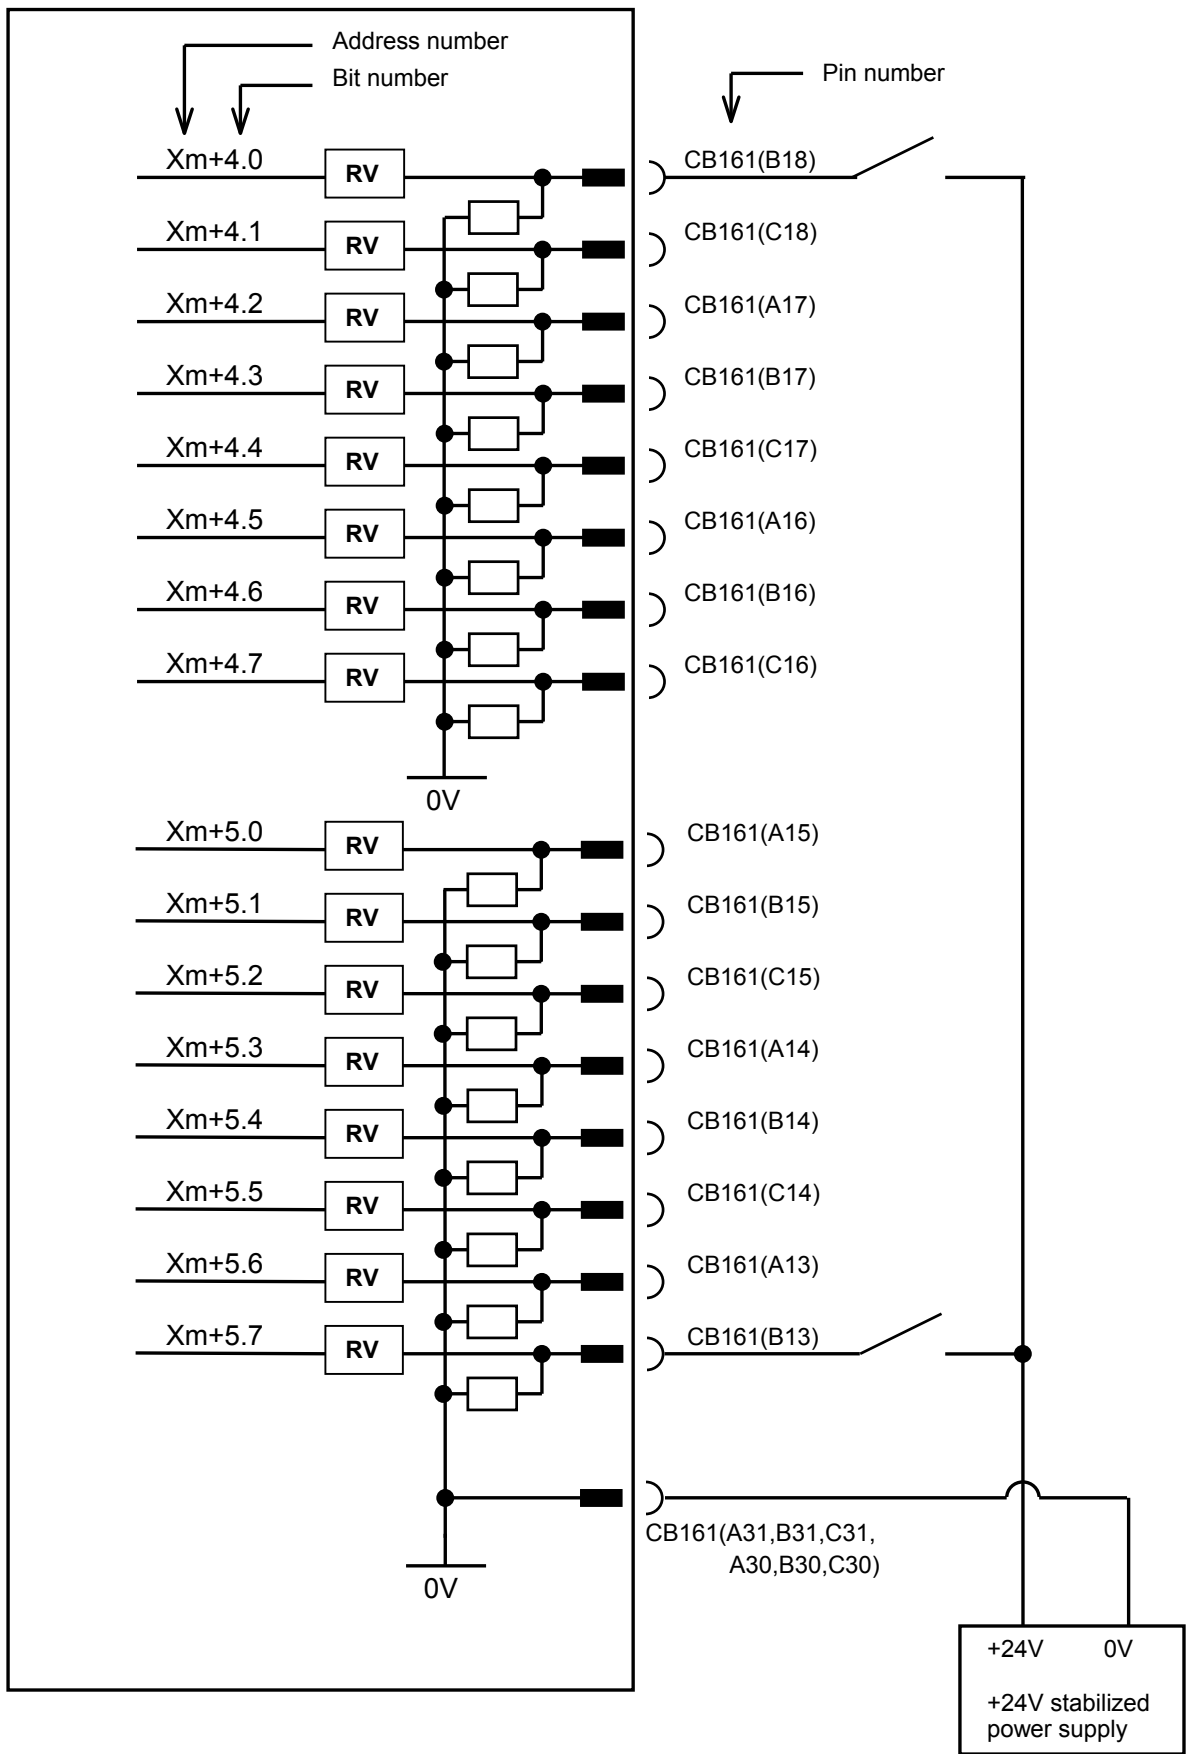 Address number
Bit number
Pin number
Xm+4.0 RV CB161(B18)
Xm+4.1 RV CB161(C18)
Xm+4.2 RV CB161(A17)
Xm+4.3 RV CB161(B17)
Xm+4.4 RV CB161(C17)
Xm+4.5 RV CB161(A16)
Xm+4.6 RV CB161(B16)
Xm+4.7 RV CB161(C16)
0V
Xm+5.0 RV CB161(A15)
Xm+5.1 RV CB161(B15)
Xm+5.2 RV CB161(C15)
Xm+5.3 RV CB161(A14)
Xm+5.4 RV CB161(B14)
Xm+5.5 RV CB161(C14)
Xm+5.6 RV CB161(A13)
Xm+5.7 RV CB161(B13)
CB161(A31,B31,C31,
A30,B30,C30)
0V
+24V 0V
+24V stabilized
power supply